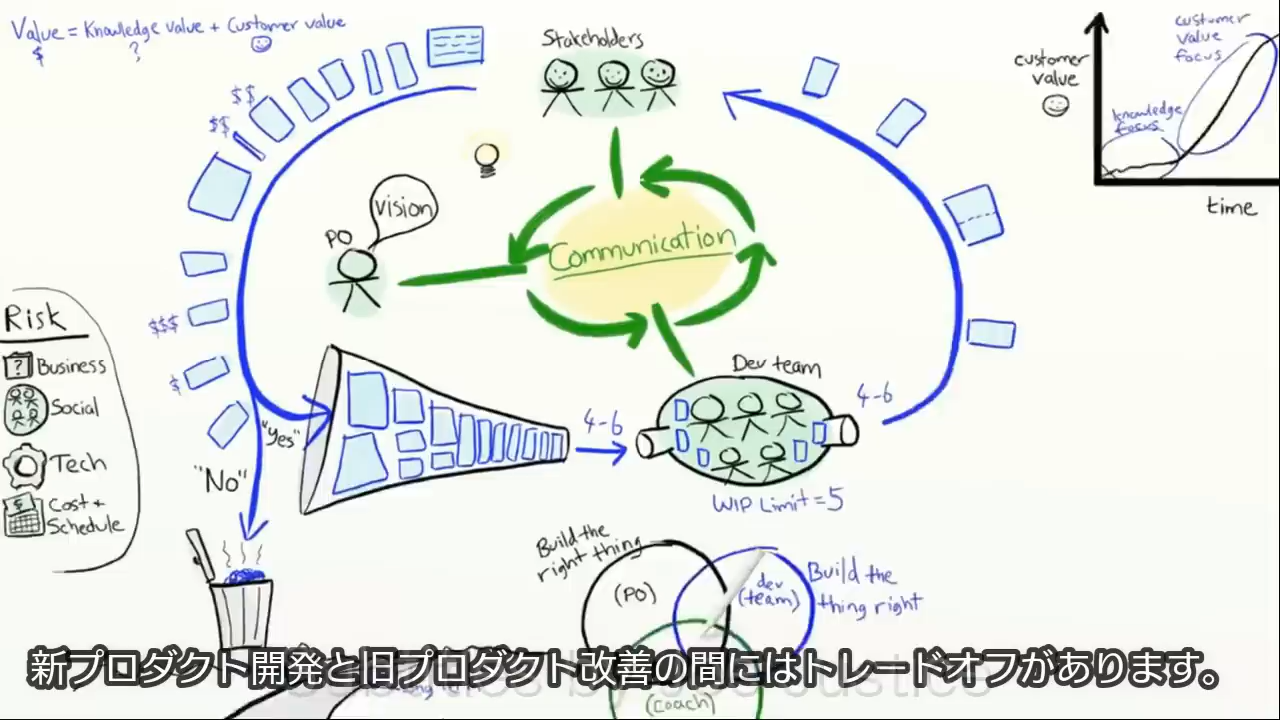 Value = Knowledge value + Customer value
$ ?
Stakeholders
customer
value
focus
customer
value
knowledge
focus
time
$$
$$
vision
PO
Communication
$$$
$
Risk
? Business
Social
Tech
$ Cost +
Schedule
"Yes"
"No"
4-6
Dev team
4-6
WIP Limit = 5
Build the
right thing
(PO)
dev
(team)
Build the
thing right
(coach)
新プロダクト開発と旧プロダクト改善の間にはトレードオフがあります。